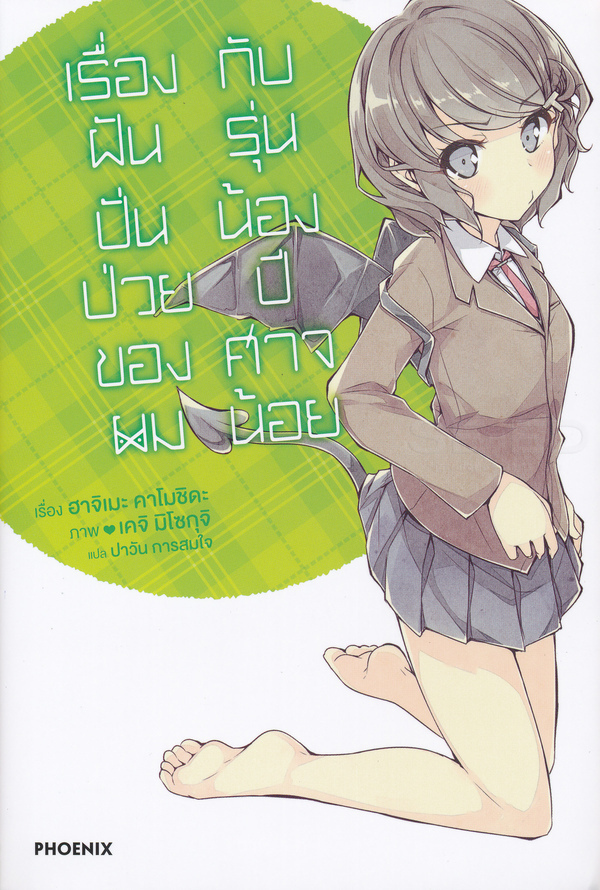 เรื่อง กับ
ฝัน รุ่น
ปั่น น้อง
ป่วย ปี
ของ ศาจ
ผม น้อย
เรื่อง ฮาจิเมะ คาโมชิดะ
ภาพ ♥ เคจิ มิโซกุจิ
แปล ปาวัน การสมใจ
PHOENIX